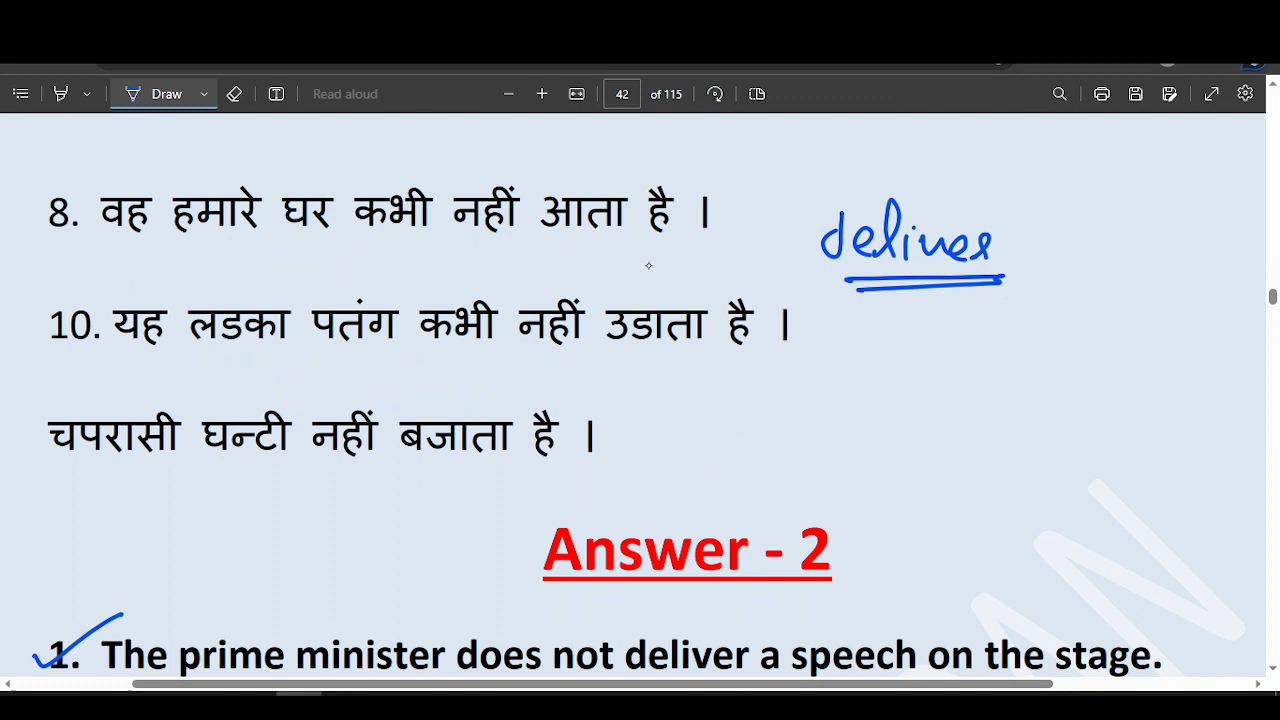 Draw Read aloud 42 of 115
8. वह हमारे घर कभी नहीं आता है ।
deliver
10. यह लडका पतंग कभी नहीं उडाता है ।
चपरासी घन्टी नहीं बजाता है ।
Answer - 2
1. The prime minister does not deliver a speech on the stage.